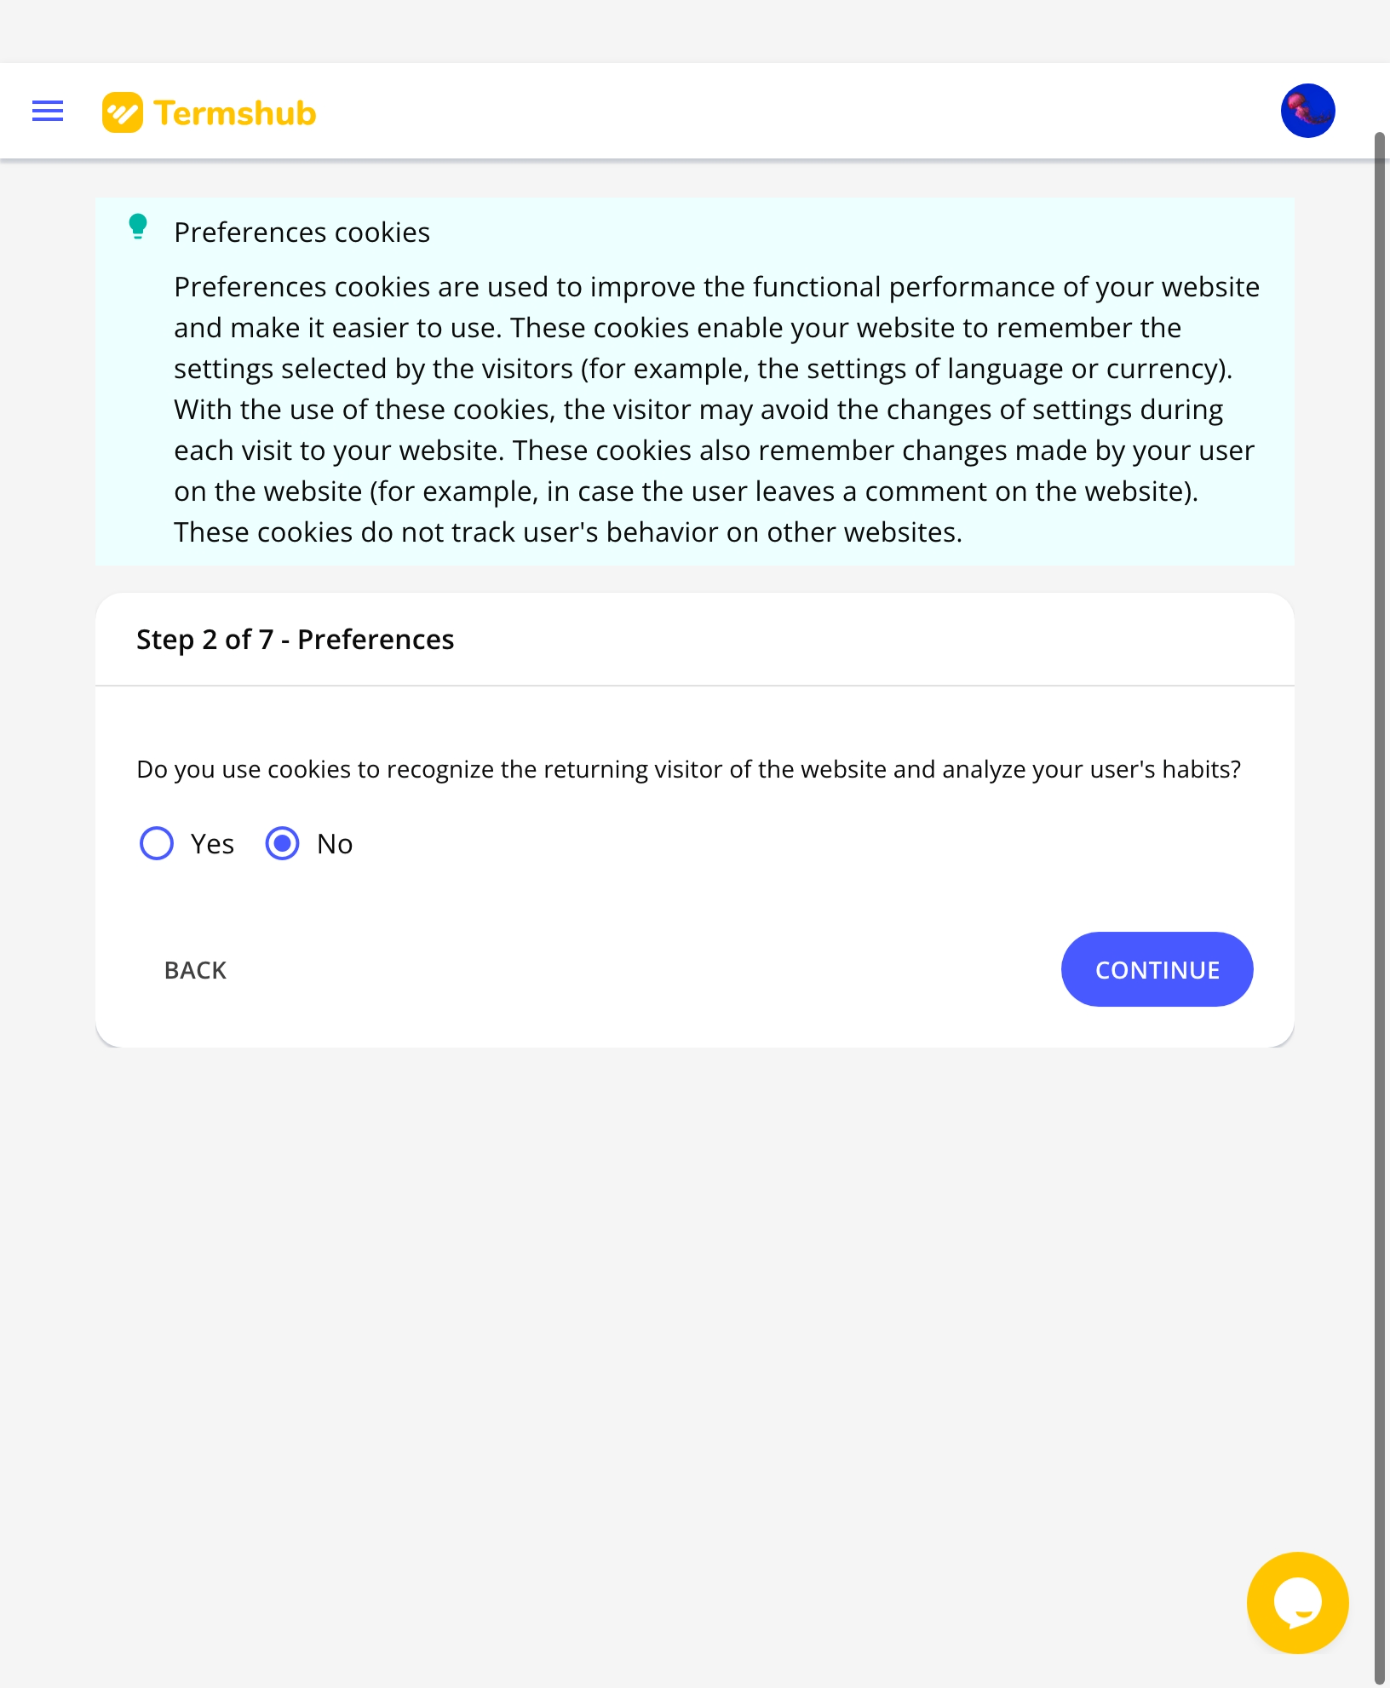 Termshub
Preferences cookies
Preferences cookies are used to improve the functional performance of your website
and make it easier to use. These cookies enable your website to remember the
settings selected by the visitors (for example, the settings of language or currency).
With the use of these cookies, the visitor may avoid the changes of settings during
each visit to your website. These cookies also remember changes made by your user
on the website (for example, in case the user leaves a comment on the website).
These cookies do not track user's behavior on other websites.
Step 2 of 7 - Preferences
Do you use cookies to recognize the returning visitor of the website and analyze your user's habits?
Yes No
BACK CONTINUE